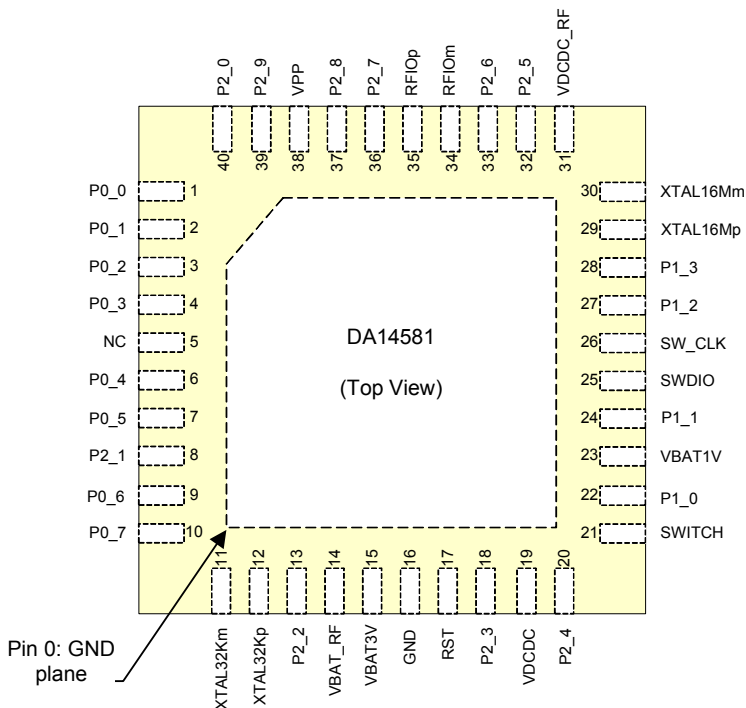 P2_0
P2_9
VPP
P2_8
P2_7
RFIOp
RFIOm
P2_6
P2_5
VDCDC_RF
40
39
38
37
36
35
34
33
32
31
P0_0 1
P0_1 2
P0_2 3
P0_3 4
NC 5
P0_4 6
P0_5 7
P2_1 8
P0_6 9
P0_7 10
DA14581
(Top View)
30 XTAL16Mm
29 XTAL16Mp
28 P1_3
27 P1_2
26 SW_CLK
25 SWDIO
24 P1_1
23 VBAT1V
22 P1_0
21 SWITCH
11
12
13
14
15
16
17
18
19
20
XTAL32Km
XTAL32Kp
P2_2
VBAT_RF
VBAT3V
GND
RST
P2_3
VDCDC
P2_4
Pin 0: GND
plane